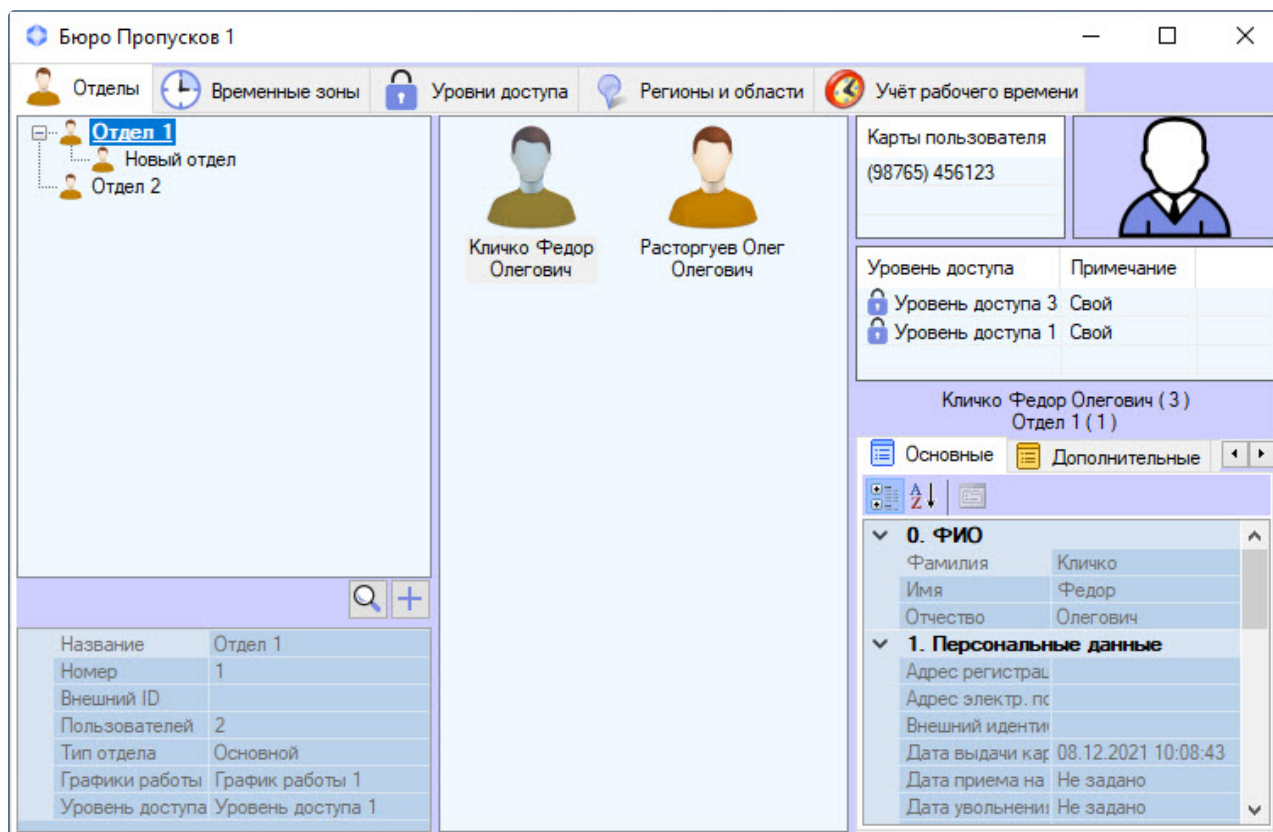 Бюро Пропусков 1
Отделы Временные зоны Уровни доступа Регионы и области Учёт рабочего времени
Отдел 1
Новый отдел
Отдел 2
Название Отдел 1
Номер 1
Внешний ID
Пользователей 2
Тип отдела Основной
Графики работы График работы 1
Уровень доступа Уровень доступа 1
Кличко Федор
Олегович
Расторгуев Олег
Олегович
Карты пользователя
(98765) 456123
Уровень доступа Примечание
Уровень доступа 3 Свой
Уровень доступа 1 Свой
Кличко Федор Олегович ( 3 )
Отдел 1 ( 1 )
Основные Дополнительные
0. ФИО
Фамилия Кличко
Имя Федор
Отчество Олегович
1. Персональные данные
Адрес регистрац
Адрес электр. по
Внешний иденти
Дата выдачи кар 08.12.2021 10:08:43
Дата приема на Не задано
Дата увольнени Не задано